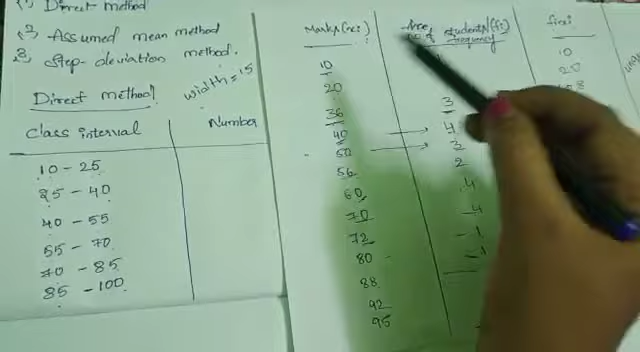 (1) Direct method
(2) Assumed mean method
3) Step-deviation method.
Direct method!
width = 15
Class interval Number
10 - 25
25 - 40
40 - 55
55 - 70
70 - 85
85 - 100
Marks(xi) no. of students(fi) fixi
frequency
10 10
20 20
36 3
40 4
50 3
56 2
60 4
70 4
72 1
80 1
88
92
95